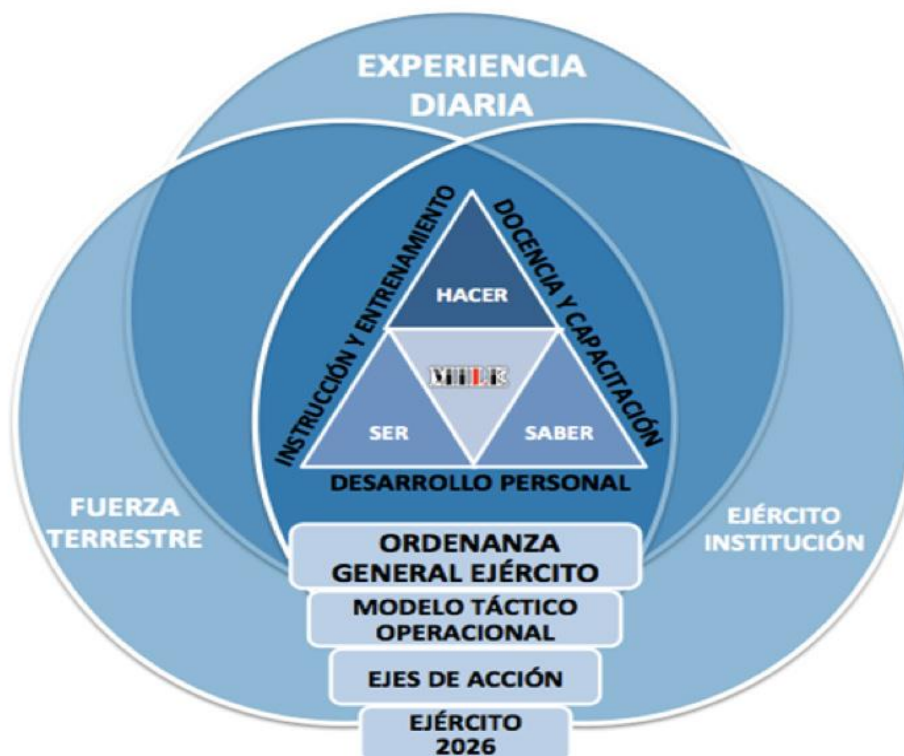 EXPERIENCIA
DIARIA
INSTRUCCIÓN Y ENTRENAMIENTO
DOCENCIA Y CAPACITACIÓN
HACER
SER
SABER
DESARROLLO PERSONAL
FUERZA
TERRESTRE
EJÉRCITO
INSTITUCIÓN
ORDENANZA
GENERAL EJÉRCITO
MODELO TÁCTICO
OPERACIONAL
EJES DE ACCIÓN
EJÉRCITO
2026